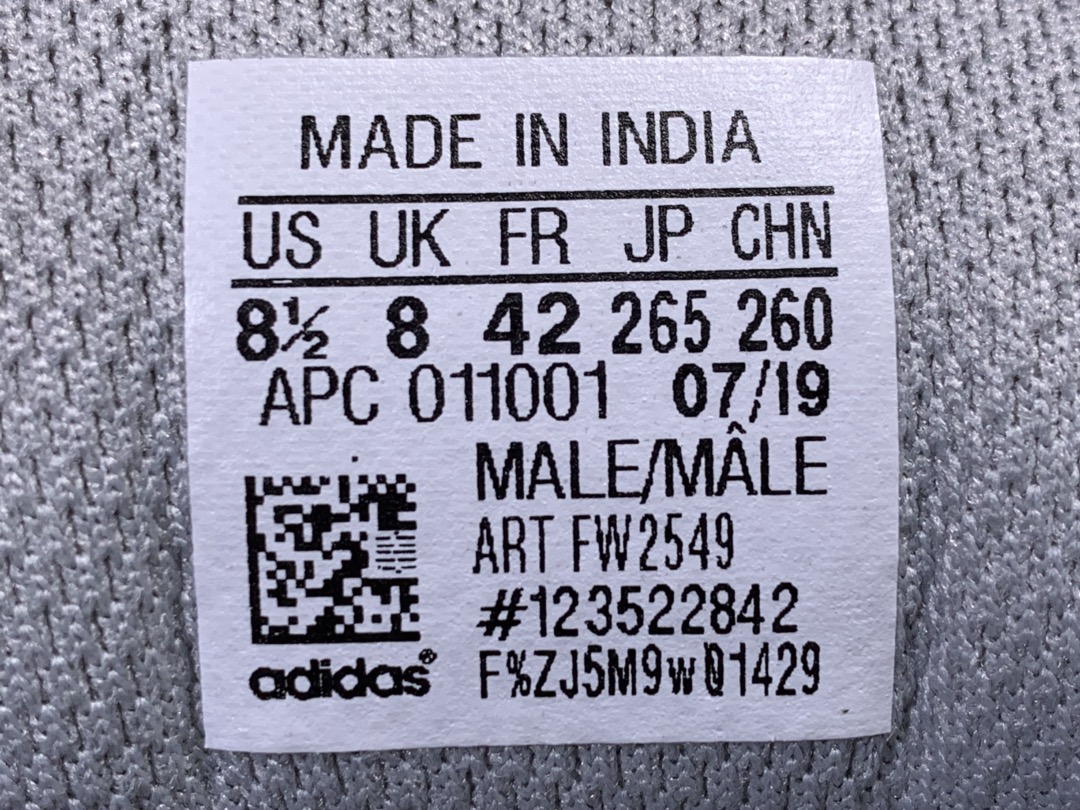 MADE IN INDIA
US UK FR JP CHN
8½ 8 42 265 260
APC 011001 07/19
MALE/MÂLE
ART FW2549
#123522842
F%ZJ5M9w01429
adidas®